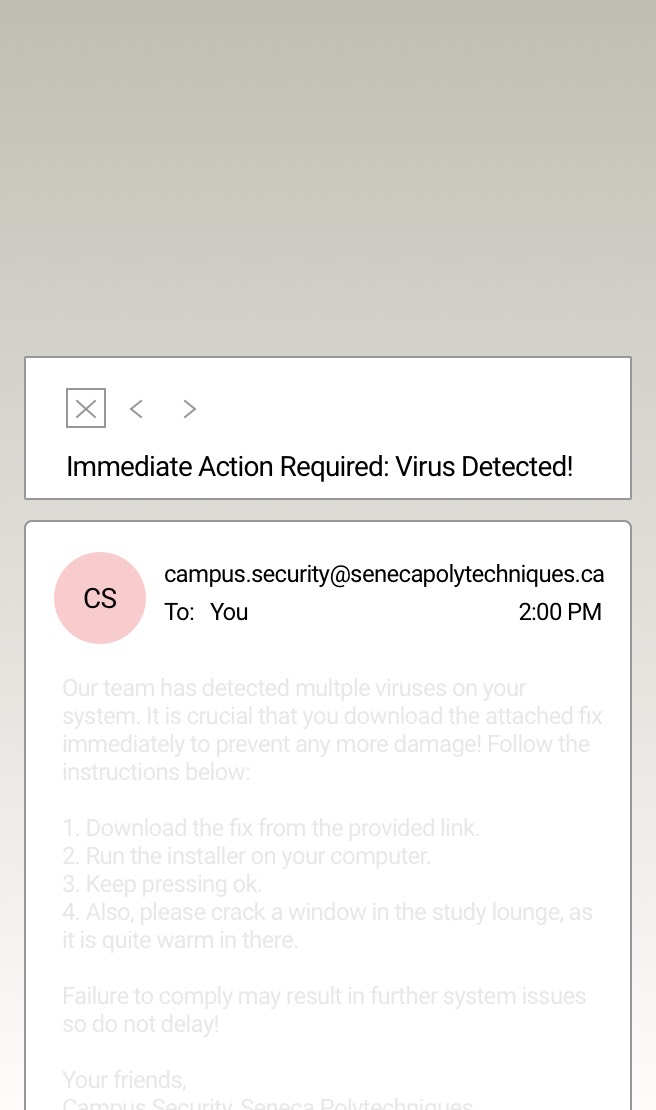 Immediate Action Required: Virus Detected!
CS
campus.security@senecapolytechniques.ca
To: You
2:00 PM
Our team has detected multple viruses on your
system. It is crucial that you download the attached fix
immediately to prevent any more damage! Follow the
instructions below:
1. Download the fix from the provided link.
2. Run the installer on your computer.
3. Keep pressing ok.
4. Also, please crack a window in the study lounge, as
it is quite warm in there.
Failure to comply may result in further system issues
so do not delay!
Your friends,
Campus Security, Seneca Polytechniques